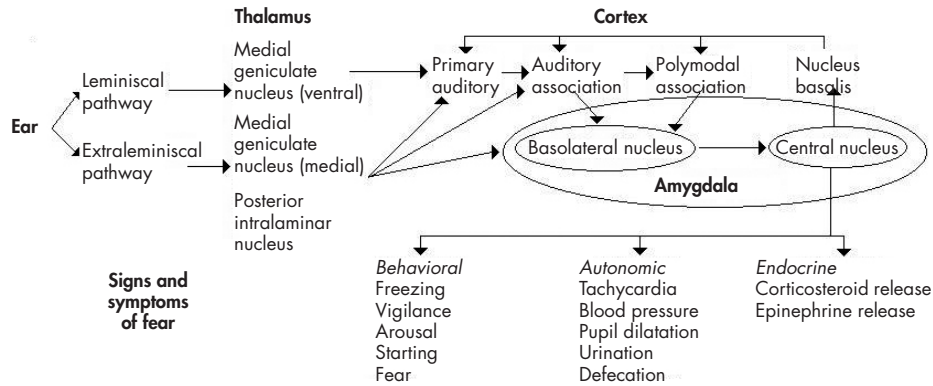 Thalamus
Cortex
Ear
Leminiscal
pathway
Extraleminiscal
pathway
Medial
geniculate
nucleus (ventral)
Medial
geniculate
nucleus (medial)
Posterior
intralaminar
nucleus
Primary
auditory
Auditory
association
Polymodal
association
Nucleus
basalis
Basolateral nucleus
Central nucleus
Amygdala
Signs and
symptoms
of fear
Behavioral
Freezing
Vigilance
Arousal
Starting
Fear
Autonomic
Tachycardia
Blood pressure
Pupil dilatation
Urination
Defecation
Endocrine
Corticosteroid release
Epinephrine release